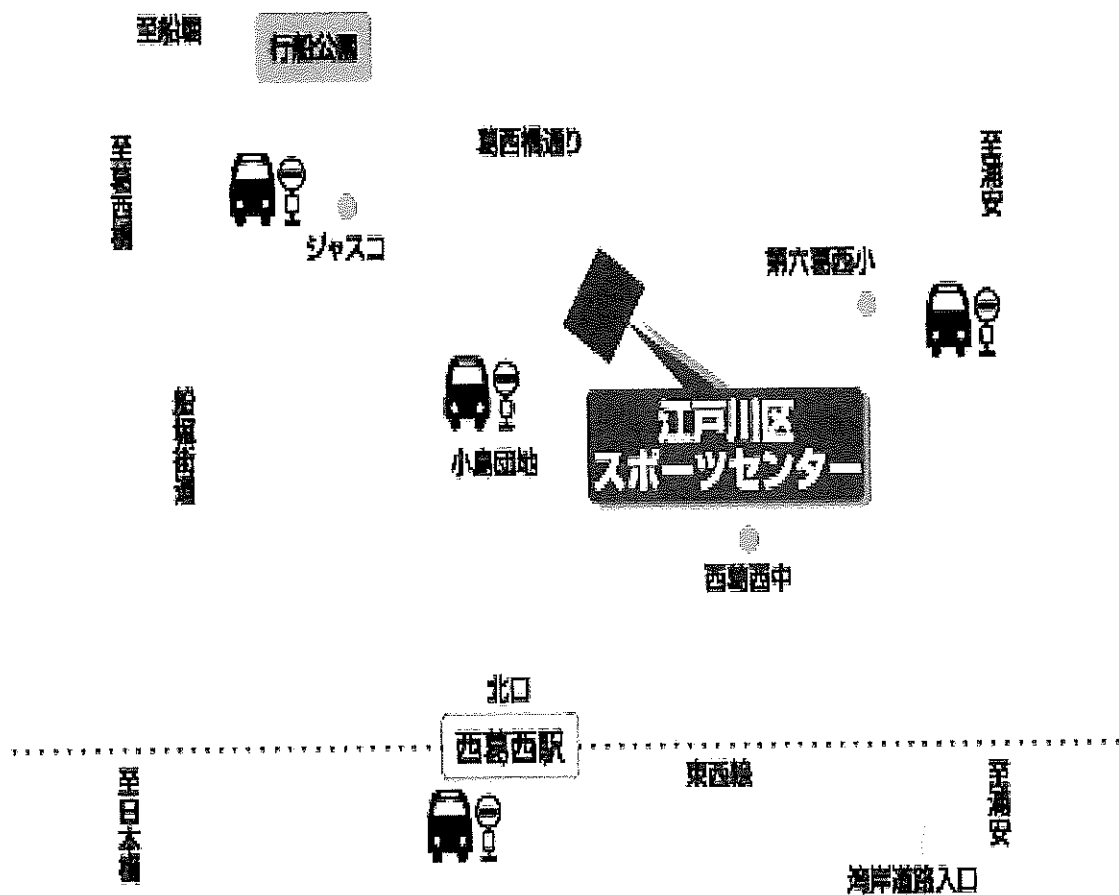 至船堀
行船公園
葛西橋通り
至葛西橋
至浦安
ジャスコ
第六葛西小
船堀街道
小島団地
江戸川区
スポーツセンター
西葛西中
北口
西葛西駅
東西線
至日本橋
至浦安
湾岸道路入口